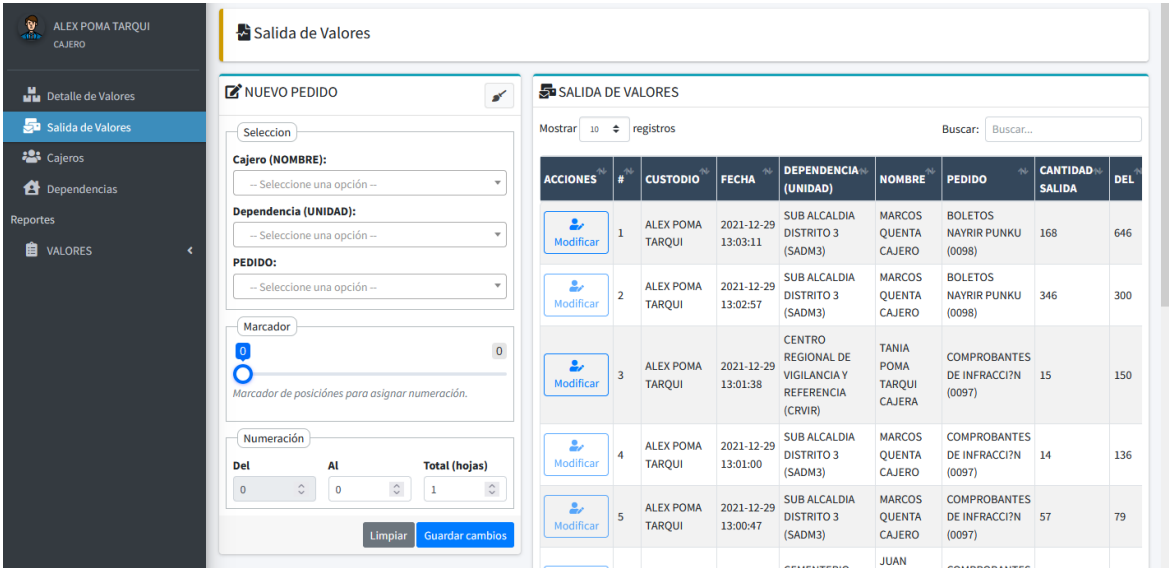 ALEX POMA TARQUI
CAJERO
Detalle de Valores
Salida de Valores
Cajeros
Dependencias
Reportes
VALORES
Salida de Valores
NUEVO PEDIDO
Seleccion
Cajero (NOMBRE):
-- Seleccione una opción --
Dependencia (UNIDAD):
-- Seleccione una opción --
PEDIDO:
-- Seleccione una opción --
Marcador
0 0
Marcador de posiciónes para asignar numeración.
Numeración
Del Al Total (hojas)
0 0 1
Limpiar Guardar cambios
SALIDA DE VALORES
Mostrar 10 registros Buscar: Buscar...
ACCIONES # CUSTODIO FECHA DEPENDENCIA NOMBRE PEDIDO CANTIDAD DEL
(UNIDAD) SALIDA
SUB ALCALDIA MARCOS BOLETOS
ALEX POMA 2021-12-29 DISTRITO 3 QUENTA NAYRIR PUNKU
Modificar 1 TARQUI 13:03:11 (SADM3) CAJERO (0098) 168 646
SUB ALCALDIA MARCOS BOLETOS
ALEX POMA 2021-12-29 DISTRITO 3 QUENTA NAYRIR PUNKU
Modificar 2 TARQUI 13:02:57 (SADM3) CAJERO (0098) 346 300
CENTRO
REGIONAL DE TANIA
VIGILANCIA Y POMA COMPROBANTES
ALEX POMA 2021-12-29 REFERENCIA TARQUI DE INFRACCI?N
Modificar 3 TARQUI 13:01:38 (CRVIR) CAJERA (0097) 15 150
SUB ALCALDIA MARCOS COMPROBANTES
ALEX POMA 2021-12-29 DISTRITO 3 QUENTA DE INFRACCI?N
Modificar 4 TARQUI 13:01:00 (SADM3) CAJERO (0097) 14 136
SUB ALCALDIA MARCOS COMPROBANTES
ALEX POMA 2021-12-29 DISTRITO 3 QUENTA DE INFRACCI?N
Modificar 5 TARQUI 13:00:47 (SADM3) CAJERO (0097) 57 79
JUAN